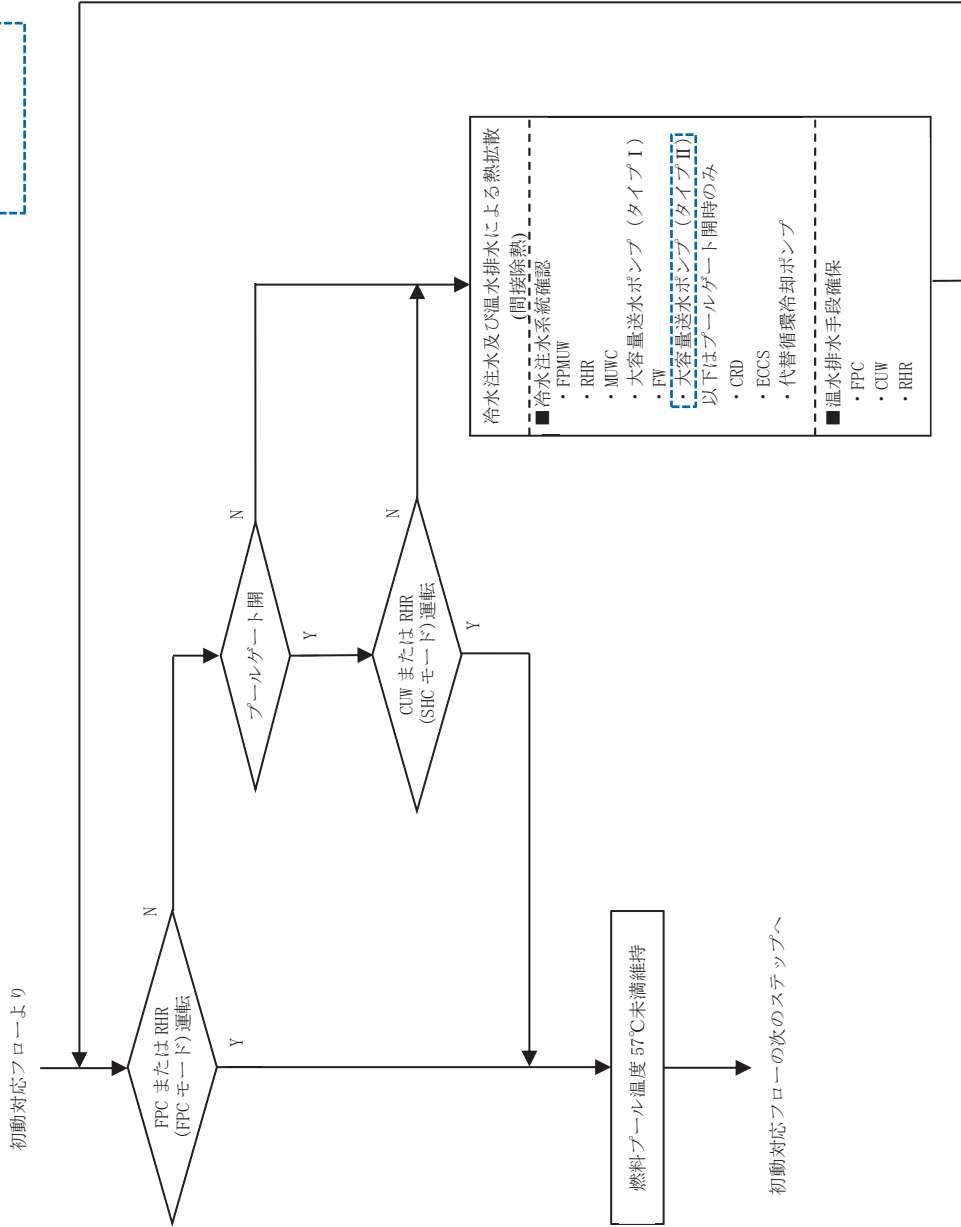 初動対応フローより
FPC または RHR
(FPC モード)運転
N
Y
プールゲート開
N
Y
CUW または RHR
(SHC モード)運転
N
Y
冷水注水及び温水排水による熱拡散
(間接除熱)
■冷水注水系統確認
・FPMUW
・RHR
・MUWC
・大容量送水ポンプ(タイプⅠ)
・FW
・大容量送水ポンプ(タイプⅡ)
以下はプールゲート開時のみ
・CRD
・ECCS
・代替循環冷却ポンプ
■温水排水手段確保
・FPC
・CUW
・RHR
燃料プール温度 57℃未満維持
初動対応フローの次のステップへ